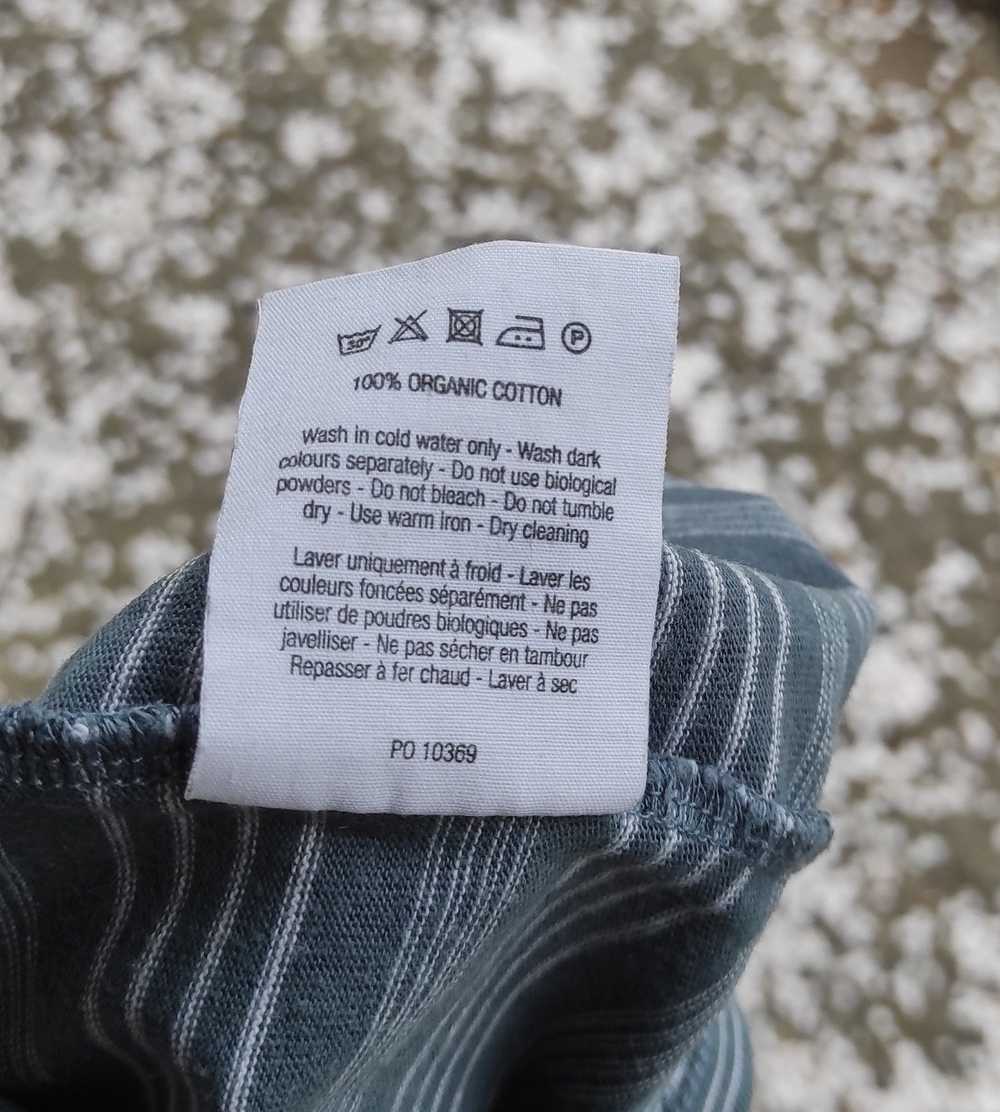 30°
P
100% ORGANIC COTTON
Wash in cold water only - Wash dark
colours separately - Do not use biological
powders - Do not bleach - Do not tumble
dry - Use warm iron - Dry cleaning
Laver uniquement à froid - Laver les
couleurs foncées séparément - Ne pas
utiliser de poudres biologiques - Ne pas
javelliser - Ne pas sécher en tambour
Repasser à fer chaud - Laver à sec
PO 10369